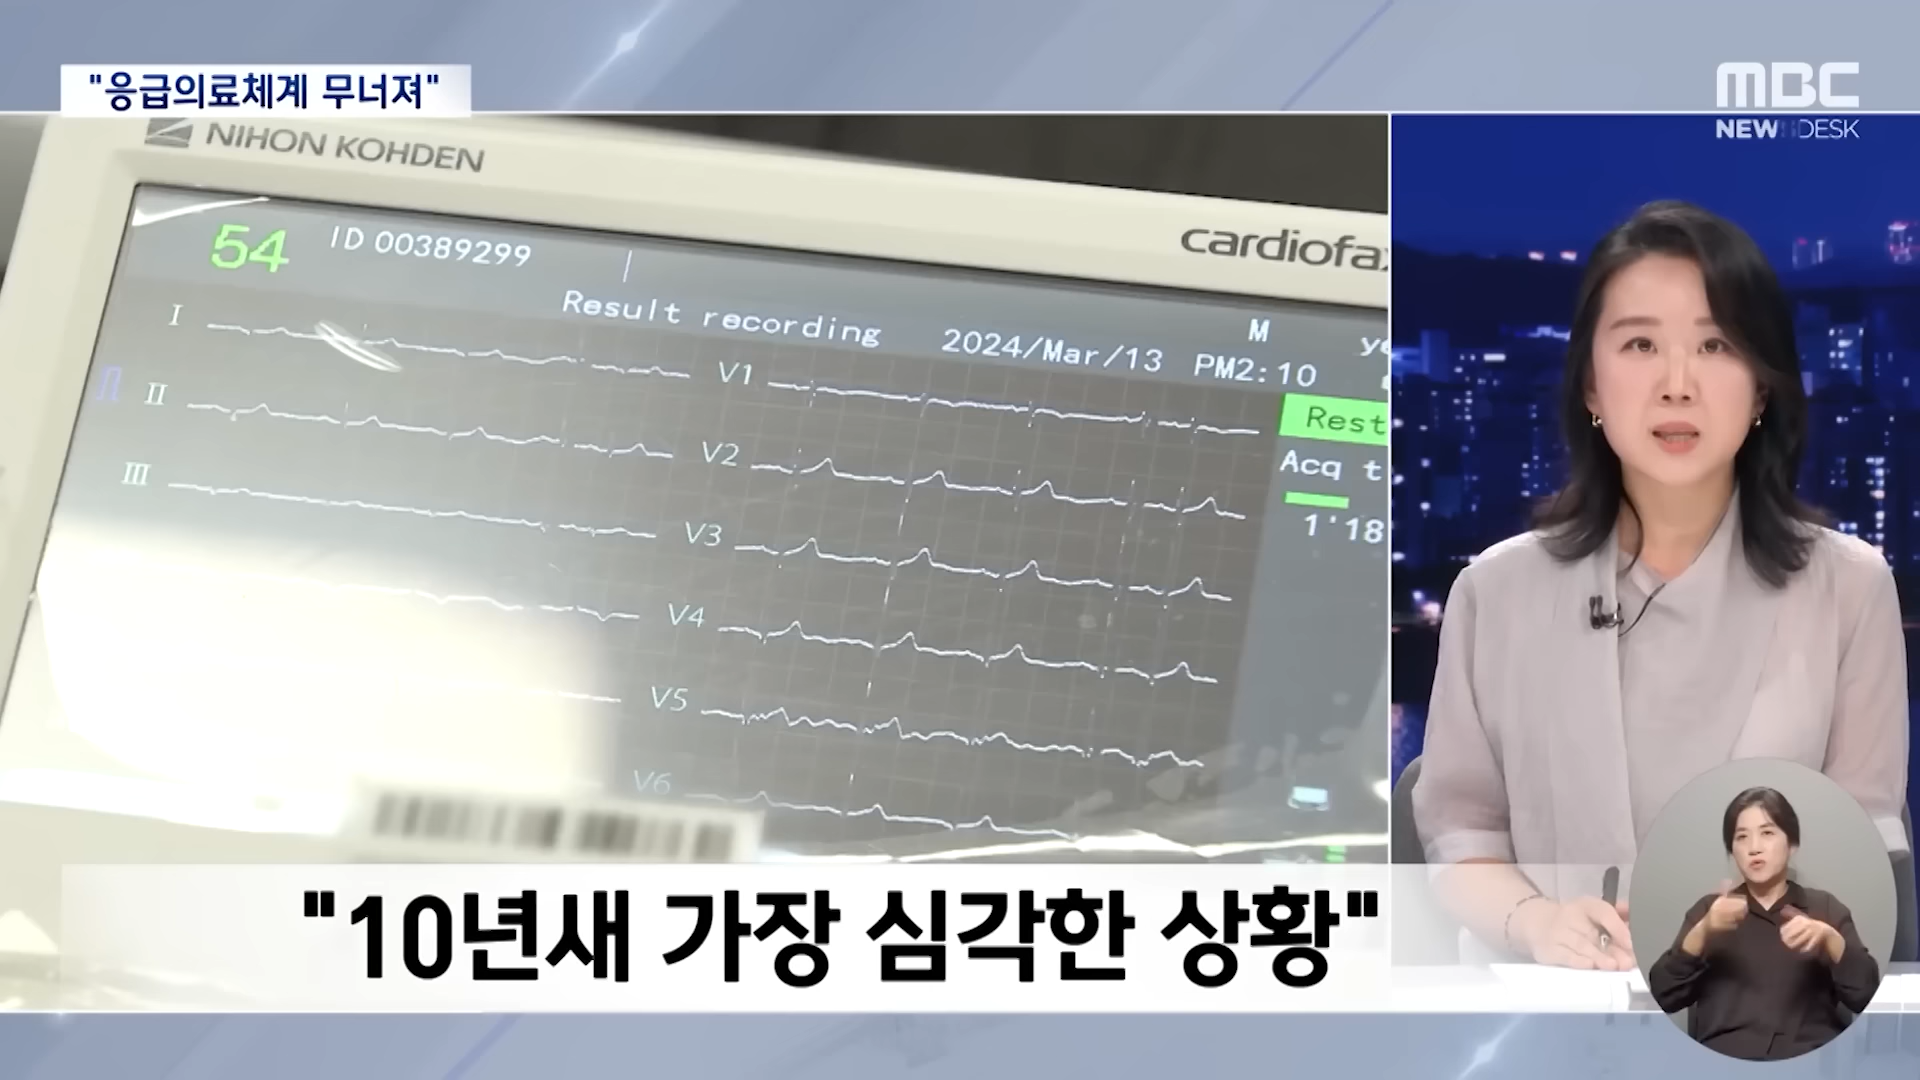 "응급의료체계 무너져"
MBC
NEWSDESK
NIHON KOHDEN
cardiofax
54
ID 00389299
Result recording
2024/Mar/13 PM2:10
M
I
II
III
V1
V2
V3
V4
V5
V6
Rest
Acq t
1'18
"10년새 가장 심각한 상황"